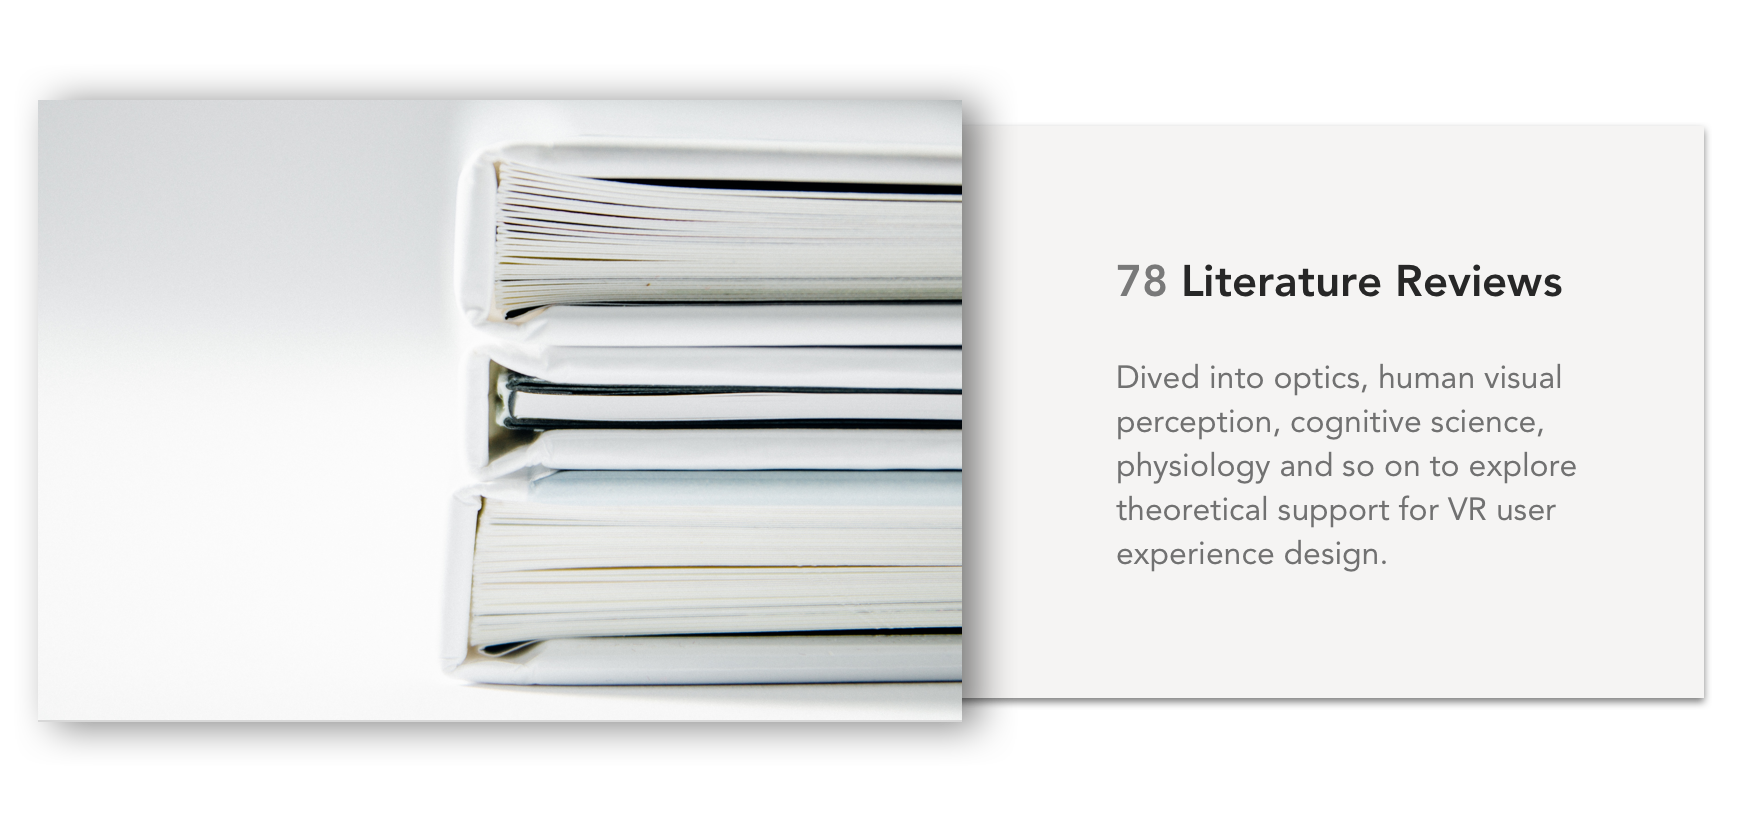 78 Literature Reviews
Dived into optics, human visual
perception, cognitive science,
physiology and so on to explore
theoretical support for VR user
experience design.